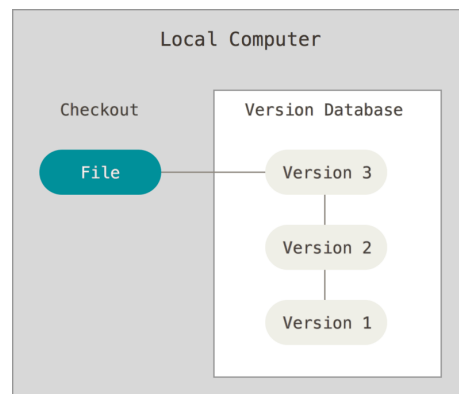 Local Computer
Checkout
Version Database
File
Version 3
Version 2
Version 1